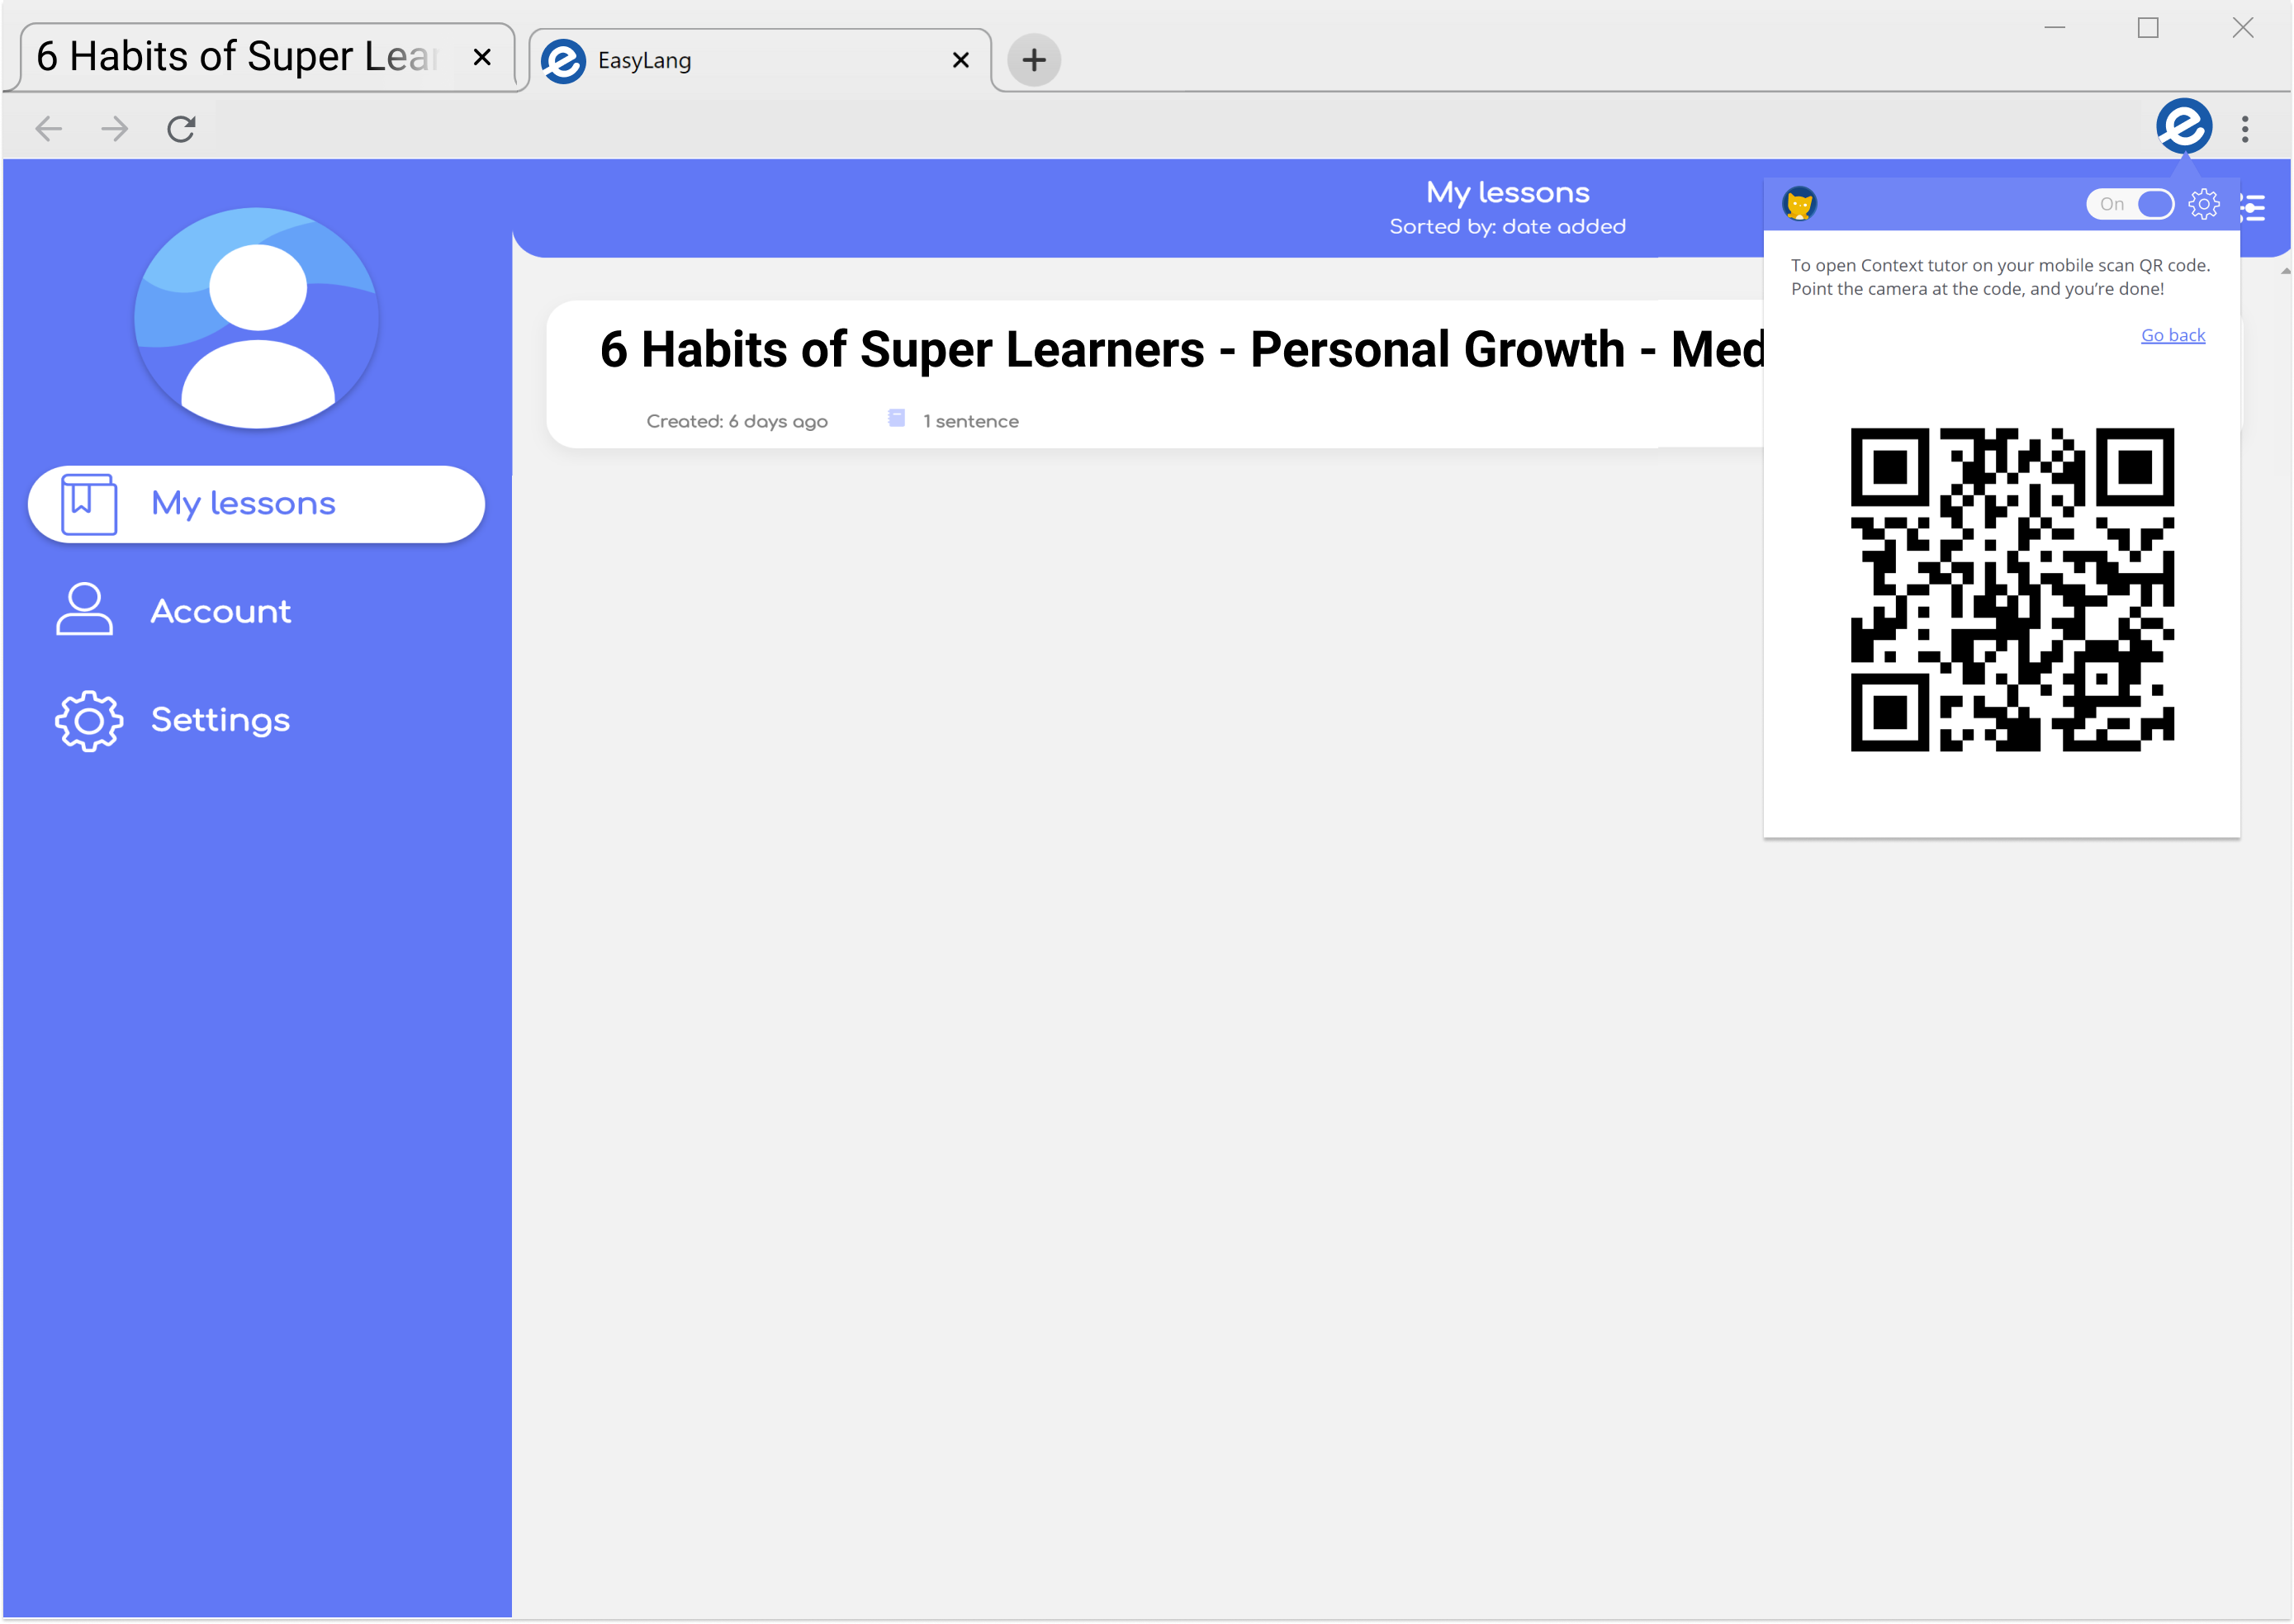 6 Habits of Super Lear
EasyLang
My lessons
Sorted by: date added
On
To open Context tutor on your mobile scan QR code.
Point the camera at the code, and you're done!
Go back
6 Habits of Super Learners - Personal Growth - Med
Created: 6 days ago
1 sentence
My lessons
Account
Settings